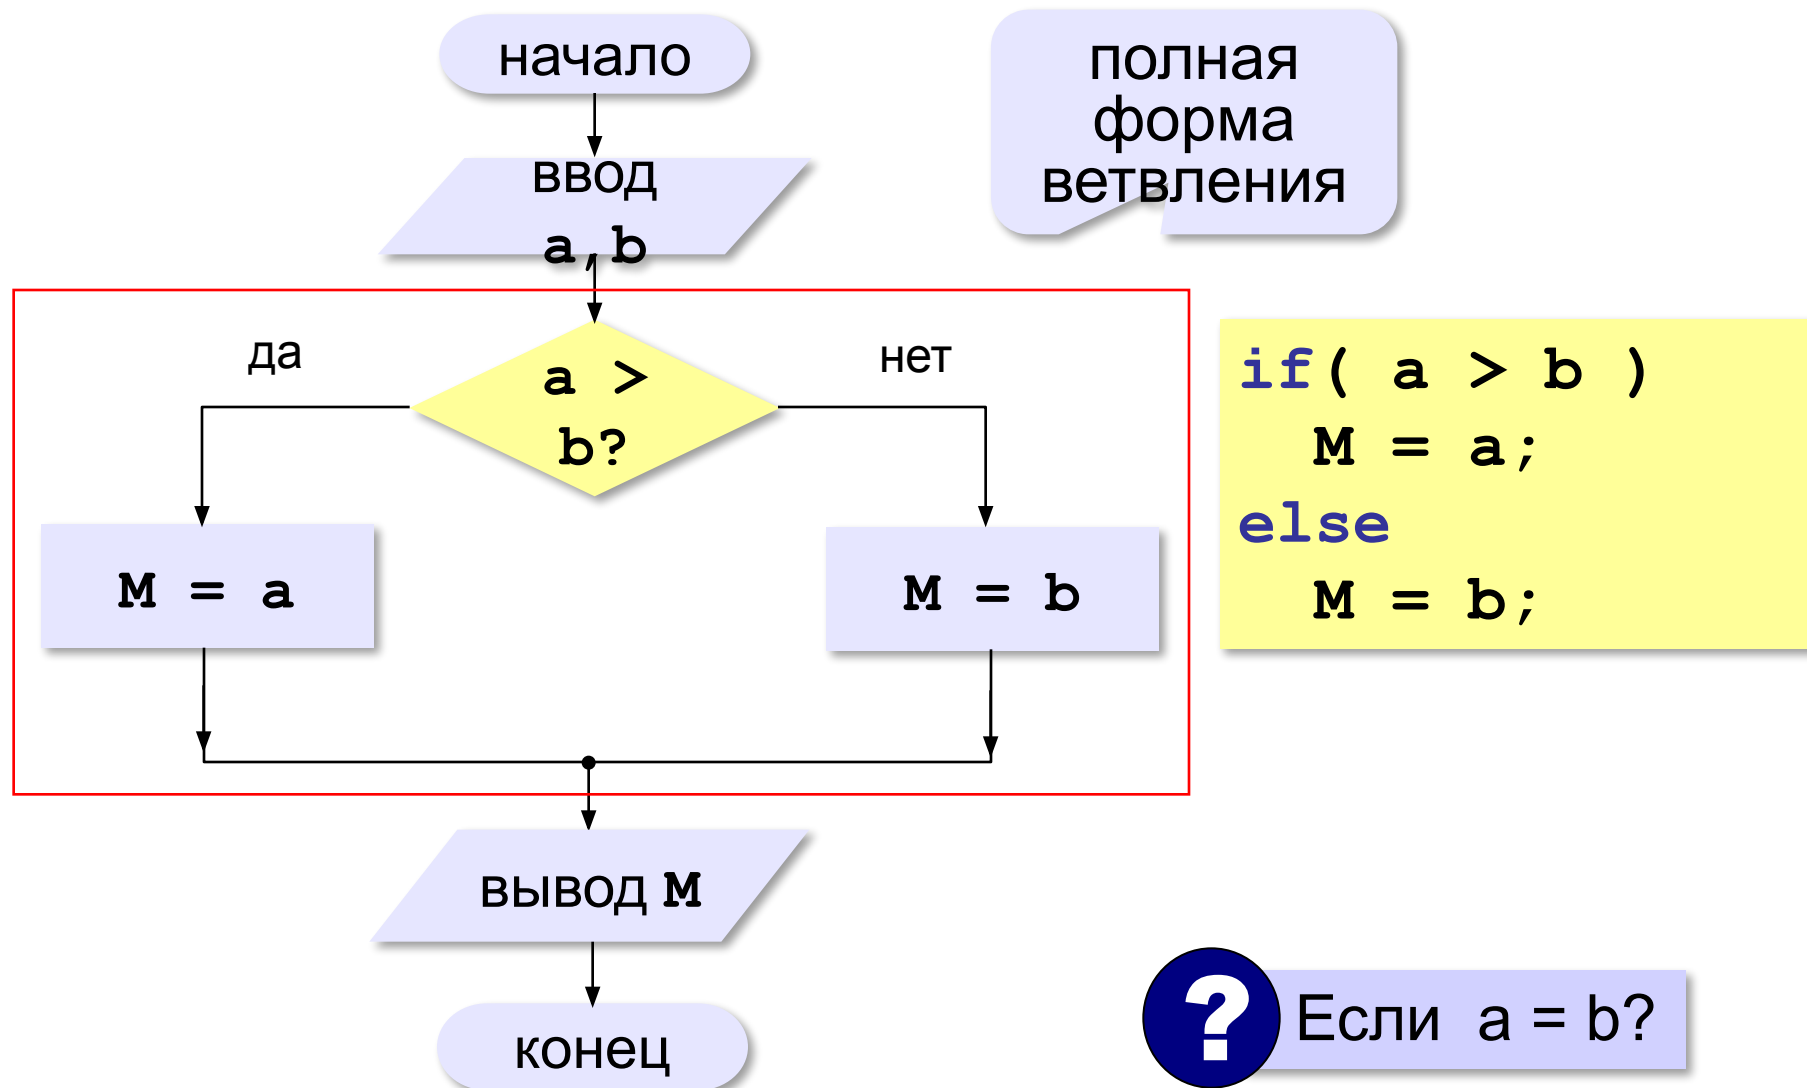 начало
полная
форма
ветвления
ввод
a,b
да
a >
b?
нет
M = a
M = b
if( a > b )
M = a;
else
M = b;
вывод M
конец
? Если a = b?